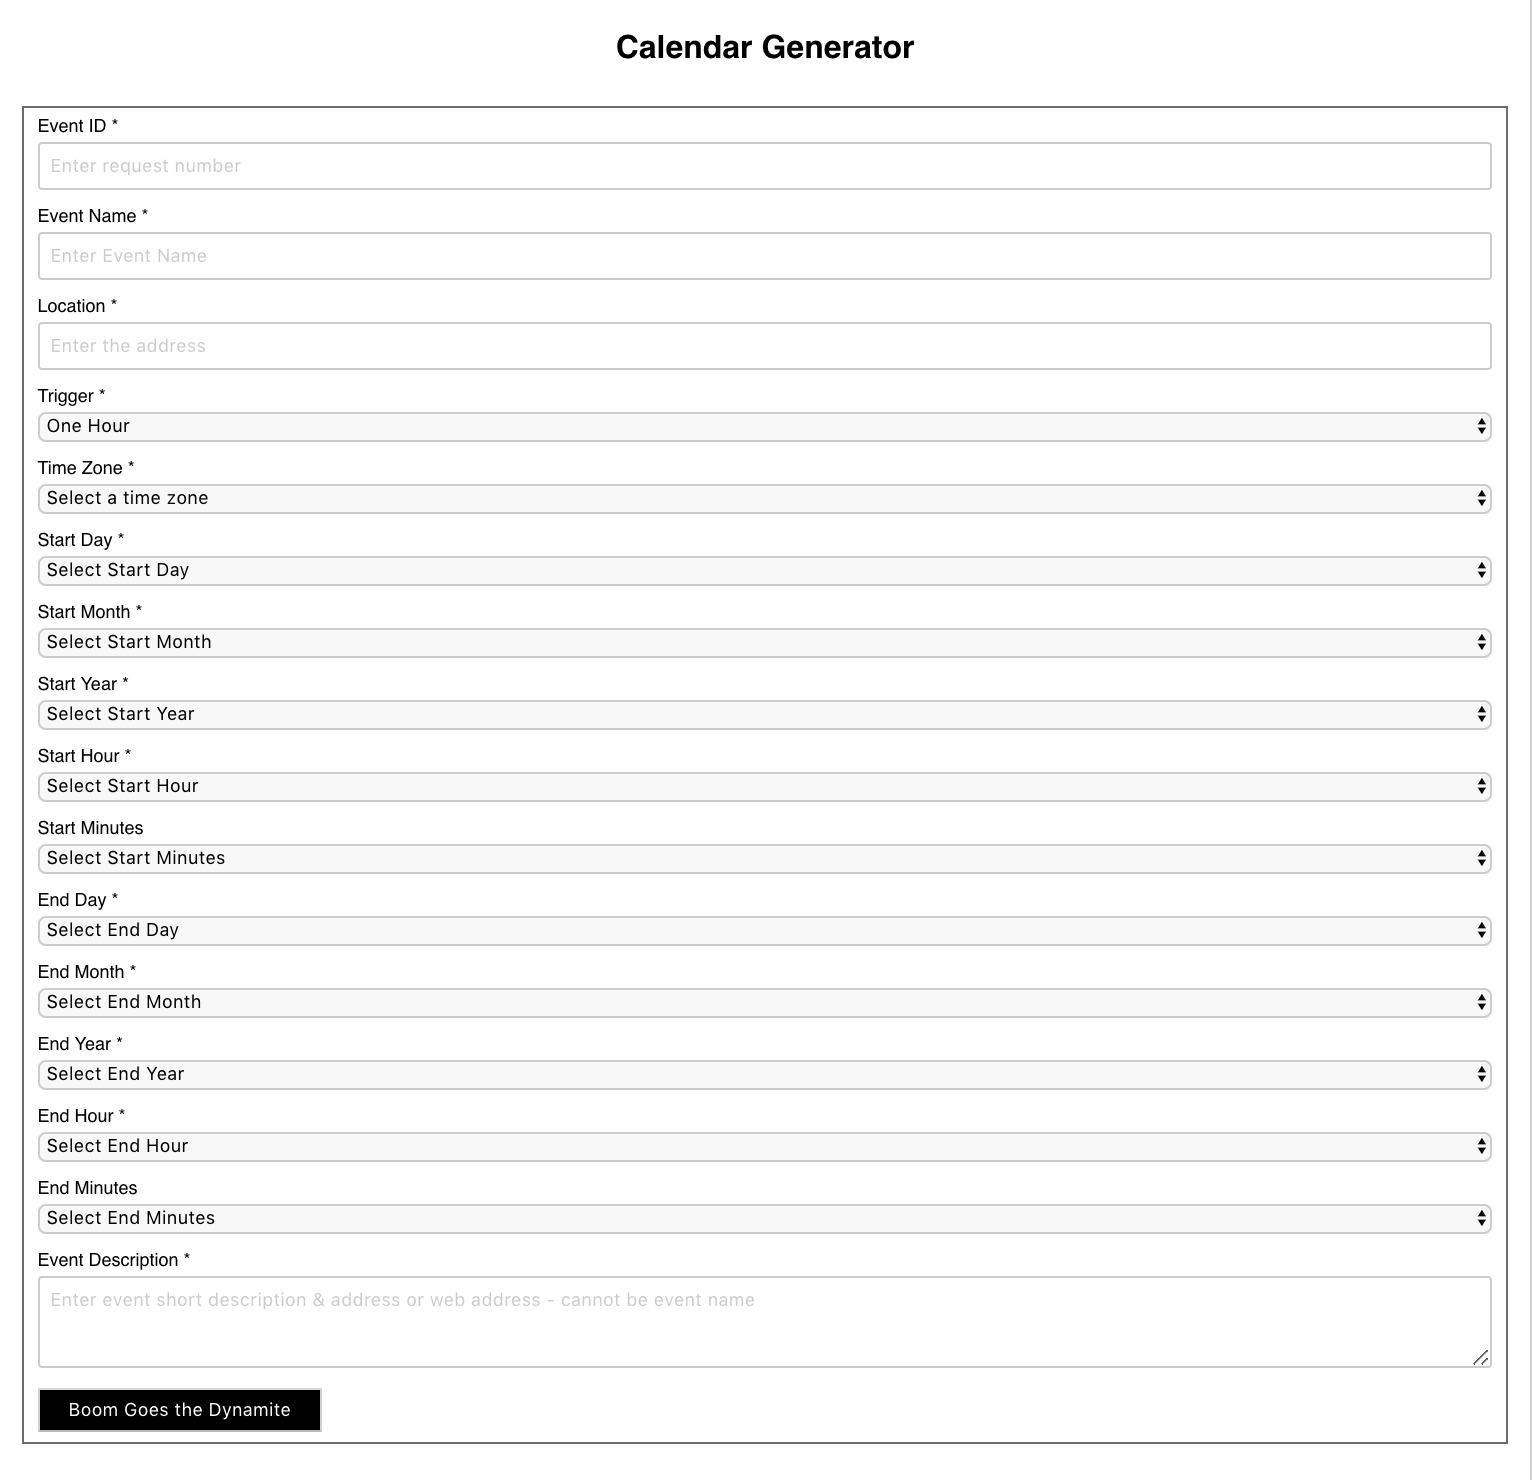 Calendar Generator
Event ID *
Enter request number
Event Name *
Enter Event Name
Location *
Enter the address
Trigger *
One Hour
Time Zone *
Select a time zone
Start Day *
Select Start Day
Start Month *
Select Start Month
Start Year *
Select Start Year
Start Hour *
Select Start Hour
Start Minutes
Select Start Minutes
End Day *
Select End Day
End Month *
Select End Month
End Year *
Select End Year
End Hour *
Select End Hour
End Minutes
Select End Minutes
Event Description *
Enter event short description & address or web address - cannot be event name
Boom Goes the Dynamite